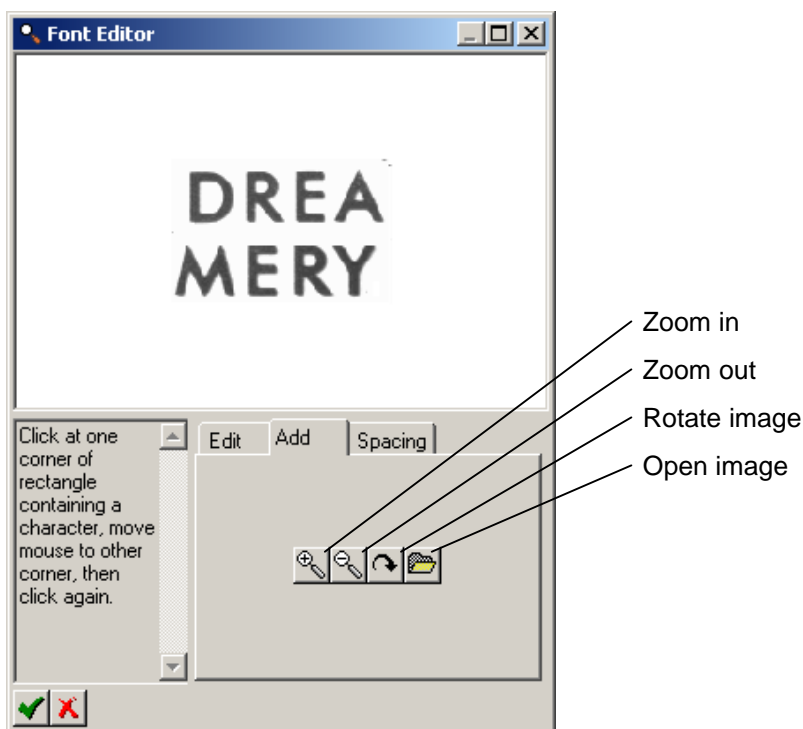 Font Editor
DREA
MERY
Click at one
corner of
rectangle
containing a
character, move
mouse to other
corner, then
click again.
Edit
Add
Spacing
Zoom in
Zoom out
Rotate image
Open image